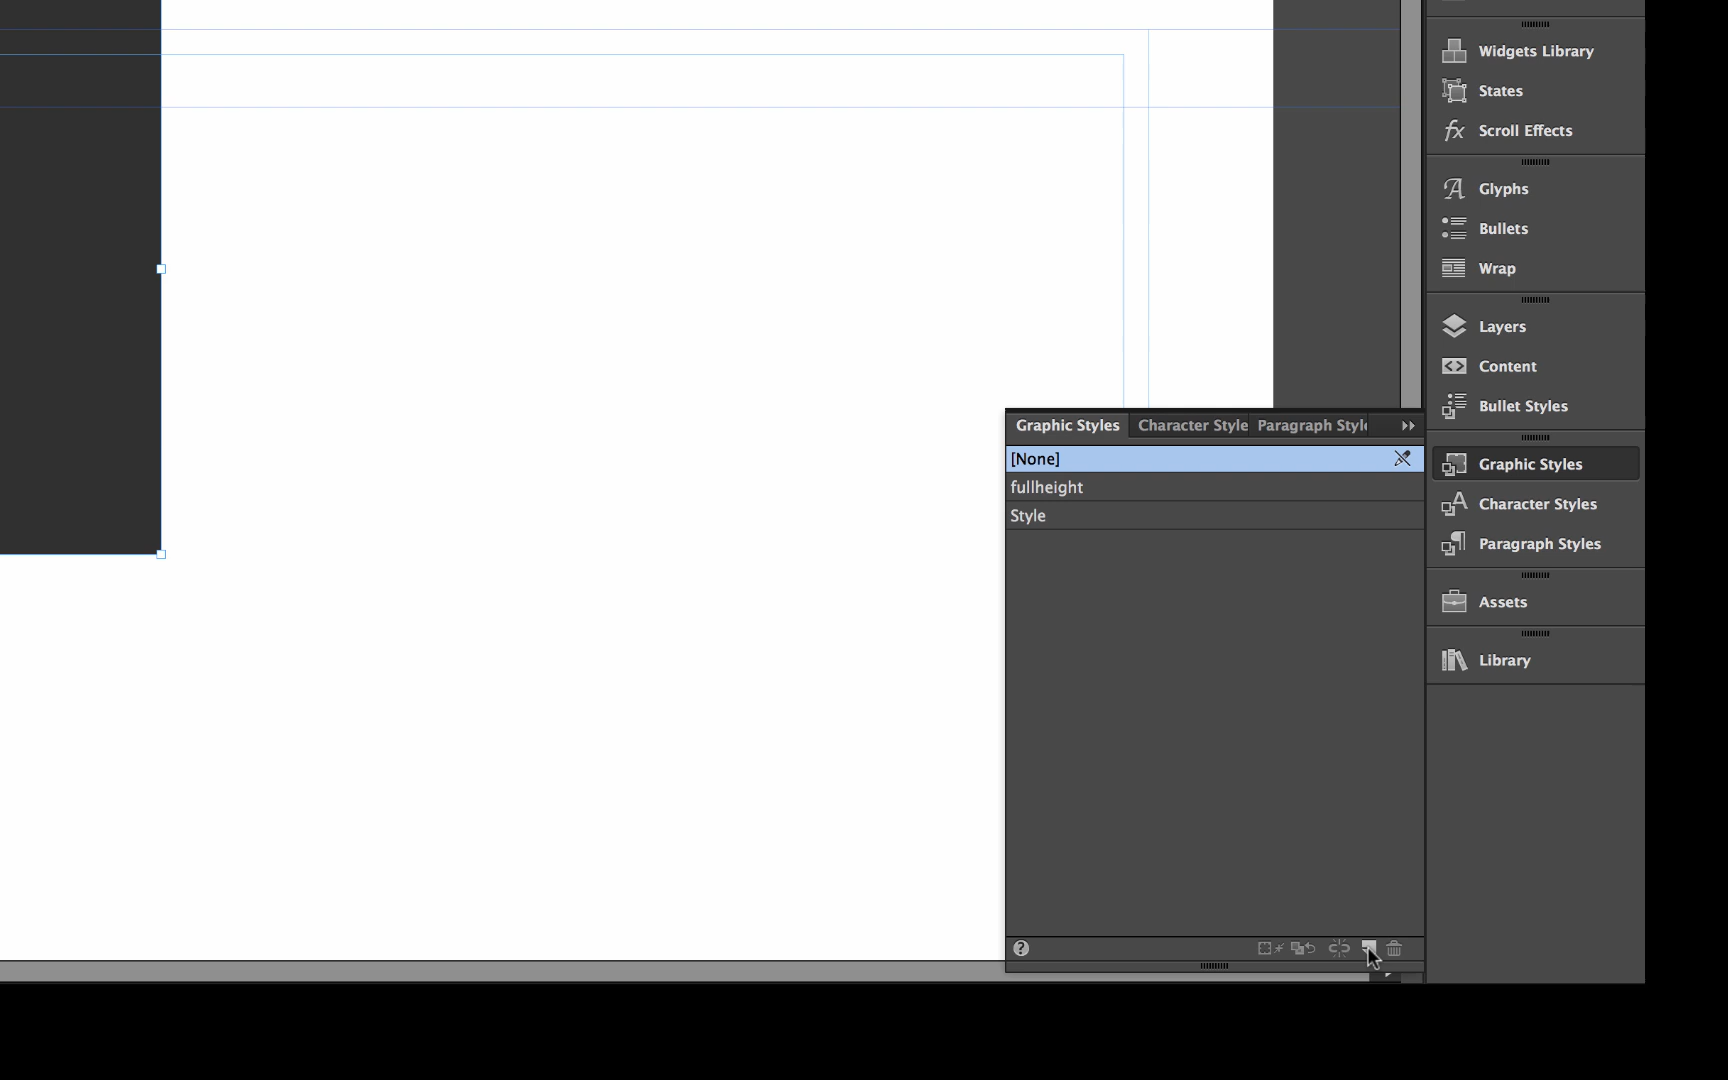 Widgets Library
States
Scroll Effects
Glyphs
Bullets
Wrap
Layers
Content
Bullet Styles
Graphic Styles Character Style Paragraph Style
[None]
fullheight
Style
Graphic Styles
Character Styles
Paragraph Styles
Assets
Library